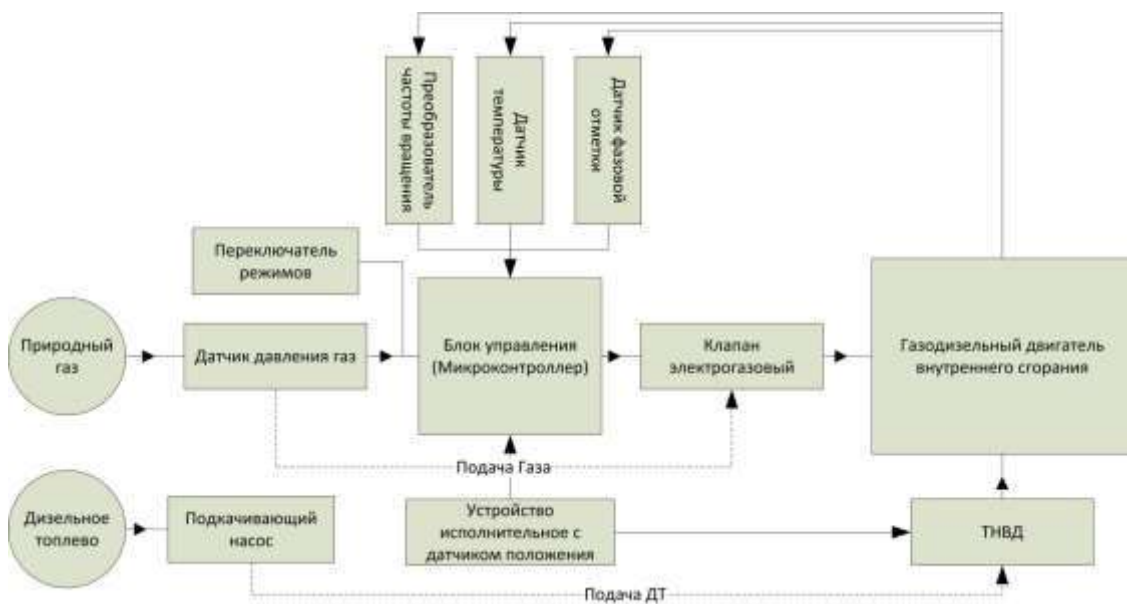 Преобразователь
частоты вращения
Датчик
температуры
Датчик фазовой
отметки
Переключатель
режимов
Природный
газ
Датчик давления газ
Блок управления
(Микроконтроллер)
Клапан
электрогазовый
Газодизельный двигатель
внутреннего сгорания
Подача Газа
Дизельное
топлево
Подкачивающий
насос
Устройство
исполнительное с
датчиком положения
ТНВД
Подача ДТ